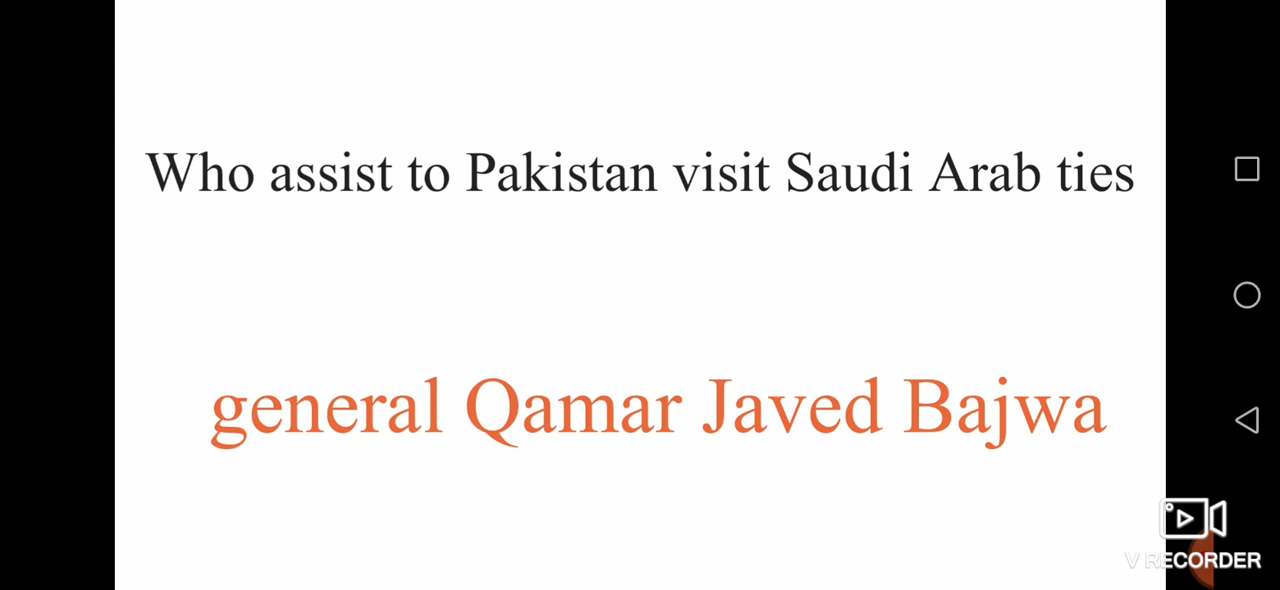 Who assist to Pakistan visit Saudi Arab ties
general Qamar Javed Bajwa
V RECORDER